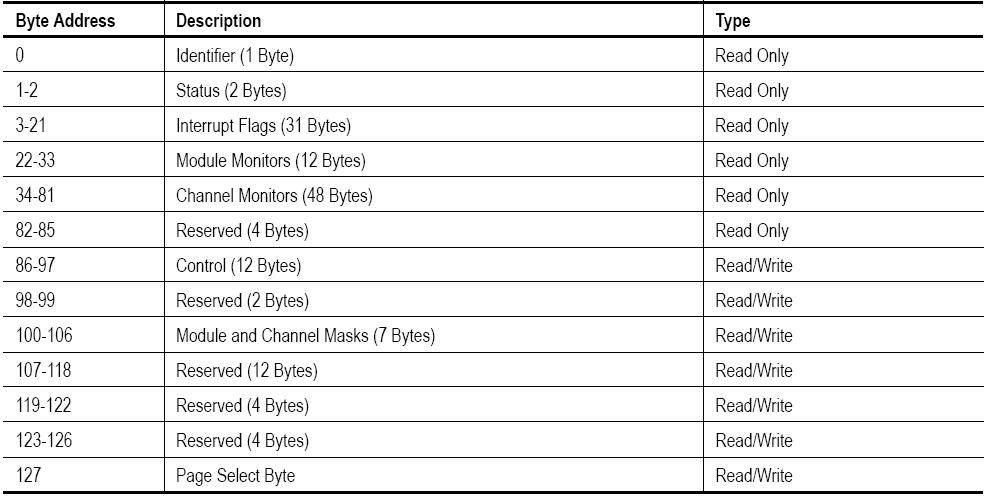 Byte Address Description Type
0 Identifier (1 Byte) Read Only
1-2 Status (2 Bytes) Read Only
3-21 Interrupt Flags (31 Bytes) Read Only
22-33 Module Monitors (12 Bytes) Read Only
34-81 Channel Monitors (48 Bytes) Read Only
82-85 Reserved (4 Bytes) Read Only
86-97 Control (12 Bytes) Read/Write
98-99 Reserved (2 Bytes) Read/Write
100-106 Module and Channel Masks (7 Bytes) Read/Write
107-118 Reserved (12 Bytes) Read/Write
119-122 Reserved (4 Bytes) Read/Write
123-126 Reserved (4 Bytes) Read/Write
127 Page Select Byte Read/Write